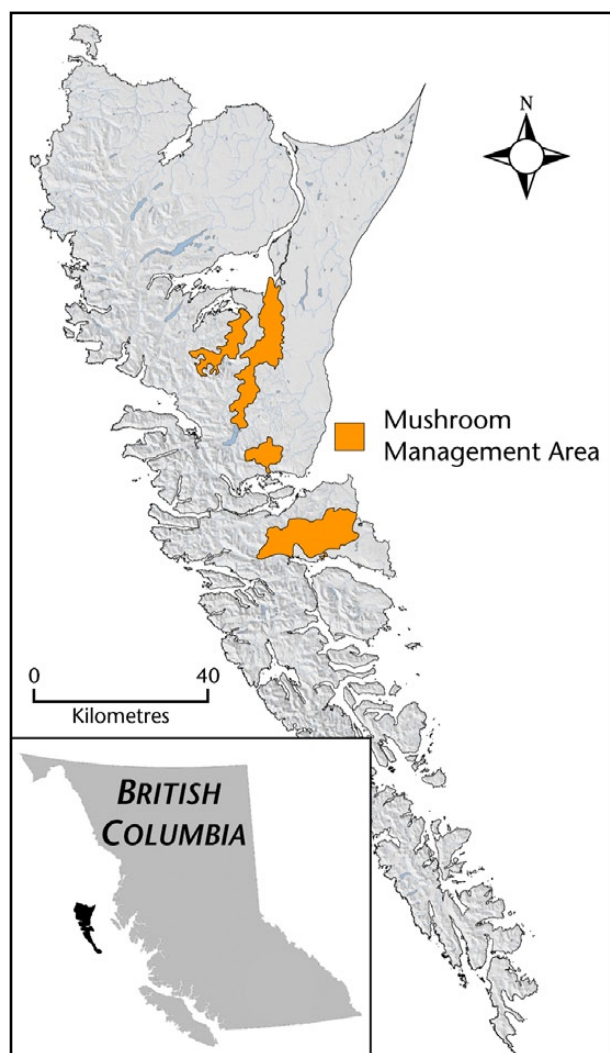 N
Mushroom
Management Area
0 40
Kilometres
BRITISH
COLUMBIA